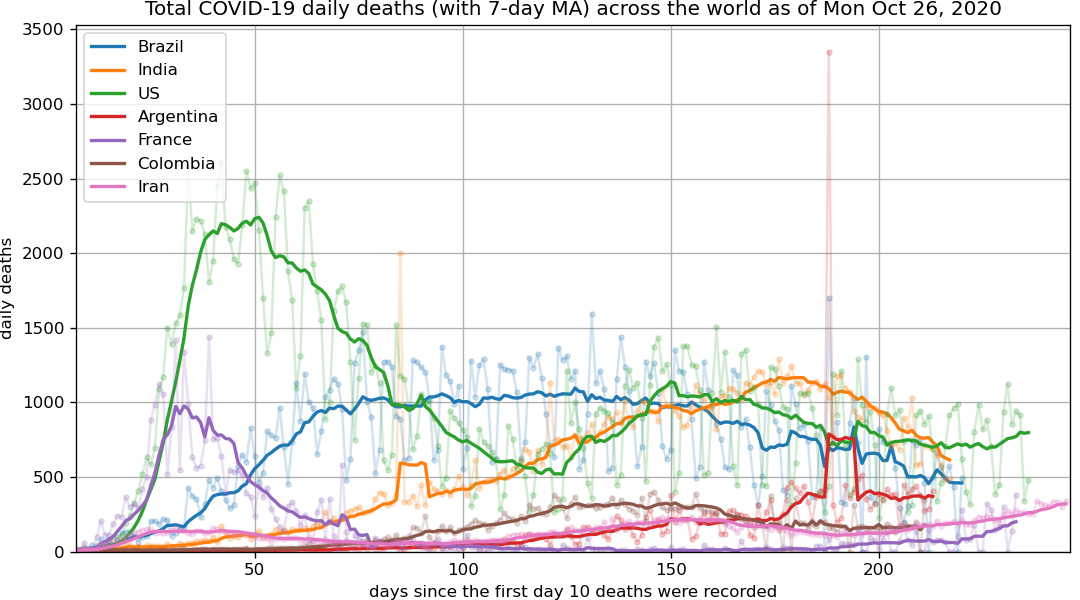 Total COVID-19 daily deaths (with 7-day MA) across the world as of Mon Oct 26, 2020
3500
3000
2500
2000
1500
1000
500
0
daily deaths
Brazil
India
US
Argentina
France
Colombia
Iran
50
100
150
200
days since the first day 10 deaths were recorded